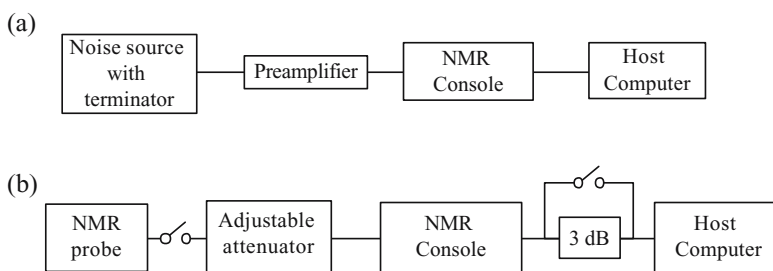 (a)
Noise source
with
terminator
Preamplifier
NMR
Console
Host
Computer
(b)
NMR
probe
Adjustable
attenuator
NMR
Console
3 dB
Host
Computer